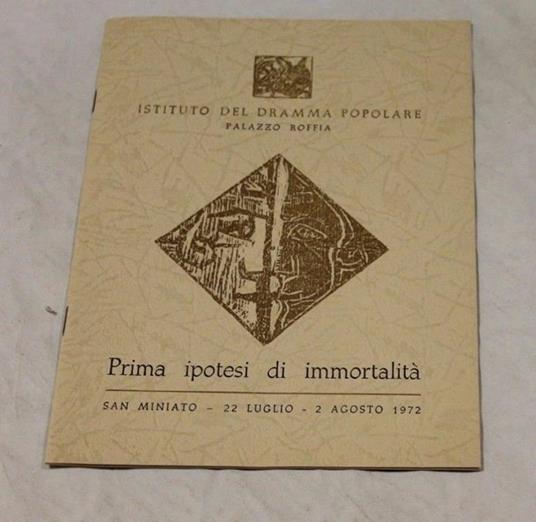 ISTITUTO DEL DRAMMA POPOLARE
PALAZZO ROFFIA
Prima ipotesi di immortalità
SAN MINIATO – 22 LUGLIO - 2 AGOSTO 1972